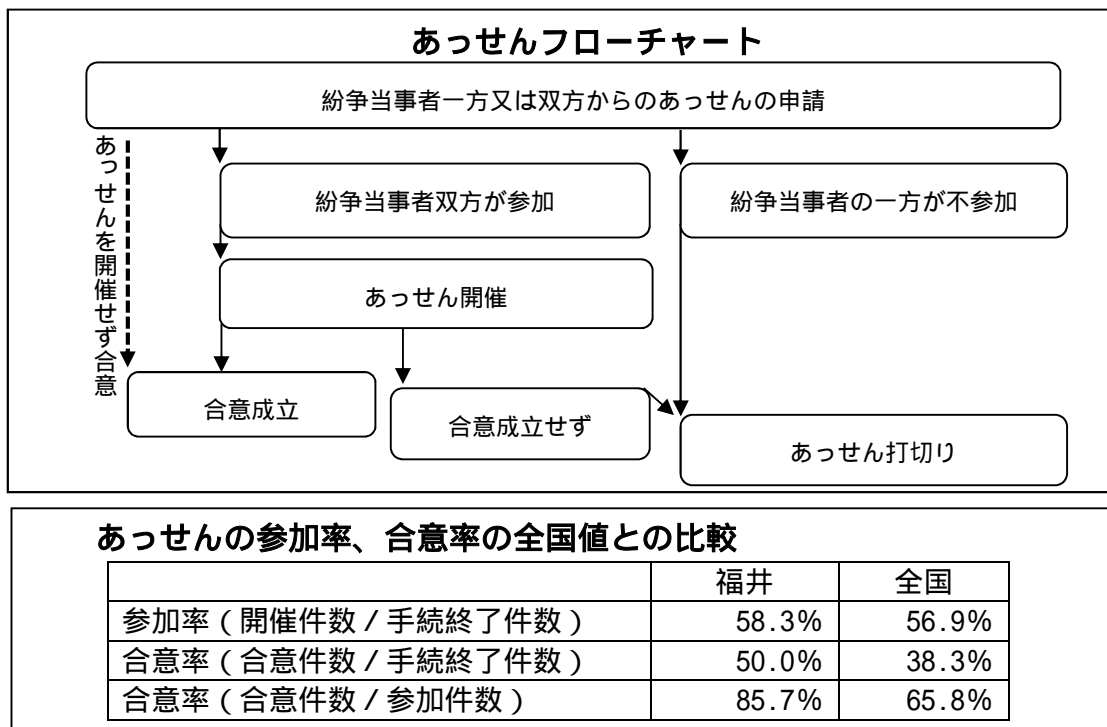 あっせんフローチャート
紛争当事者一方又は双方からのあっせんの申請
あっせんを開催せず合意
紛争当事者双方が参加
紛争当事者の一方が不参加
あっせん開催
合意成立
合意成立せず
あっせん打切り
あっせんの参加率、合意率の全国値との比較
福井 全国
参加率(開催件数/手続終了件数) 58.3% 56.9%
合意率(合意件数/手続終了件数) 50.0% 38.3%
合意率(合意件数/参加件数) 85.7% 65.8%